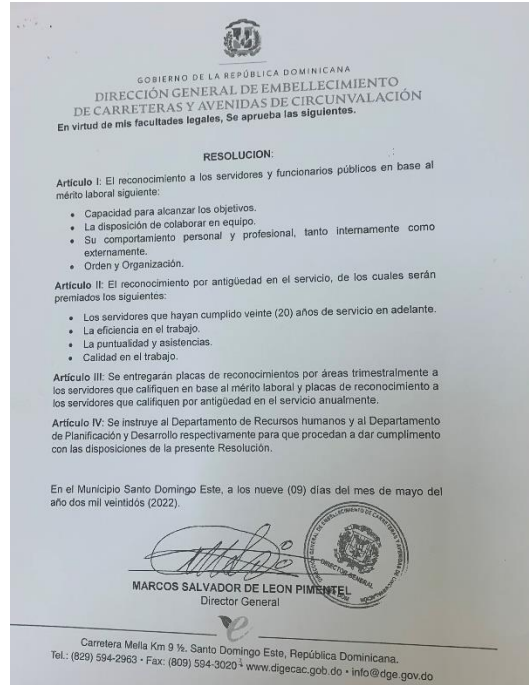 GOBIERNO DE LA REPÚBLICA DOMINICANA
DIRECCIÓN GENERAL DE EMBELLECIMIENTO
DE CARRETERAS Y AVENIDAS DE CIRCUNVALACIÓN
En virtud de mis facultades legales, Se aprueba las siguientes.
RESOLUCION:
Artículo I: El reconocimiento a los servidores y funcionarios públicos en base al
mérito laboral siguiente:
• Capacidad para alcanzar los objetivos.
• La disposición de colaborar en equipo.
• Su comportamiento personal y profesional, tanto internamente como
externamente.
• Orden y Organización.
Artículo II: El reconocimiento por antigüedad en el servicio, de los cuales serán
premiados los siguientes:
• Los servidores que hayan cumplido veinte (20) años de servicio en adelante.
• La eficiencia en el trabajo.
• La puntualidad y asistencias.
• Calidad en el trabajo.
Artículo III: Se entregarán placas de reconocimientos por áreas trimestralmente a
los servidores que califiquen en base al mérito laboral y placas de reconocimiento a
los servidores que califiquen por antigüedad en el servicio anualmente.
Artículo IV: Se instruye al Departamento de Recursos humanos y al Departamento
de Planificación y Desarrollo respectivamente para que procedan a dar cumplimento
con las disposiciones de la presente Resolución.
En el Municipio Santo Domingo Este, a los nueve (09) días del mes de mayo del
año dos mil veintidós (2022).
DIRECCIÓN GENERAL DE EMBELLECIMIENTO DE CARRETERAS Y AVENIDAS DE CIRCUNVALACIÓN
DIRECTOR GENERAL
MARCOS SALVADOR DE LEON PIMENTEL
Director General
Carretera Mella Km 9 ½. Santo Domingo Este, República Dominicana.
Tel.: (829) 594-2963 • Fax: (809) 594-3020 • www.digecac.gob.do • info@dge.gov.do